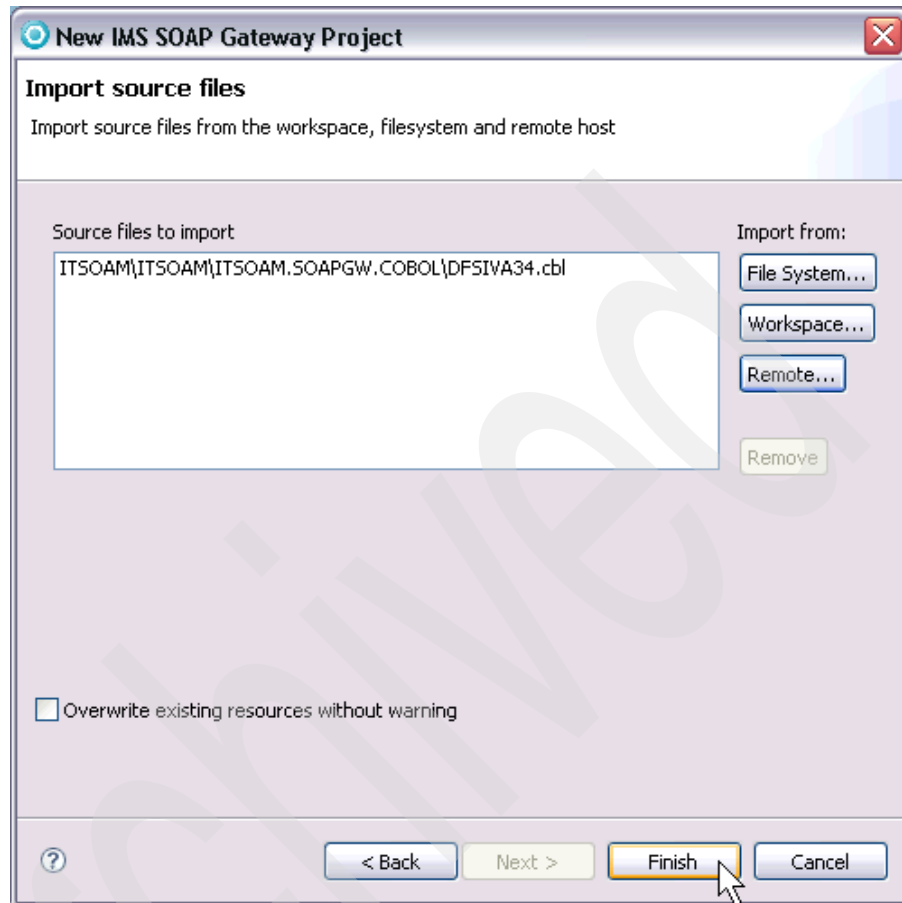 New IMS SOAP Gateway Project
Import source files
Import source files from the workspace, filesystem and remote host
Source files to import
Import from:
ITSOAM\ITSOAM\ITSOAM.SOAPGW.COBOL\DFSIVA34.cbl
File System...
Workspace...
Remote...
Remove
Overwrite existing resources without warning
?
< Back
Next >
Finish
Cancel
chived